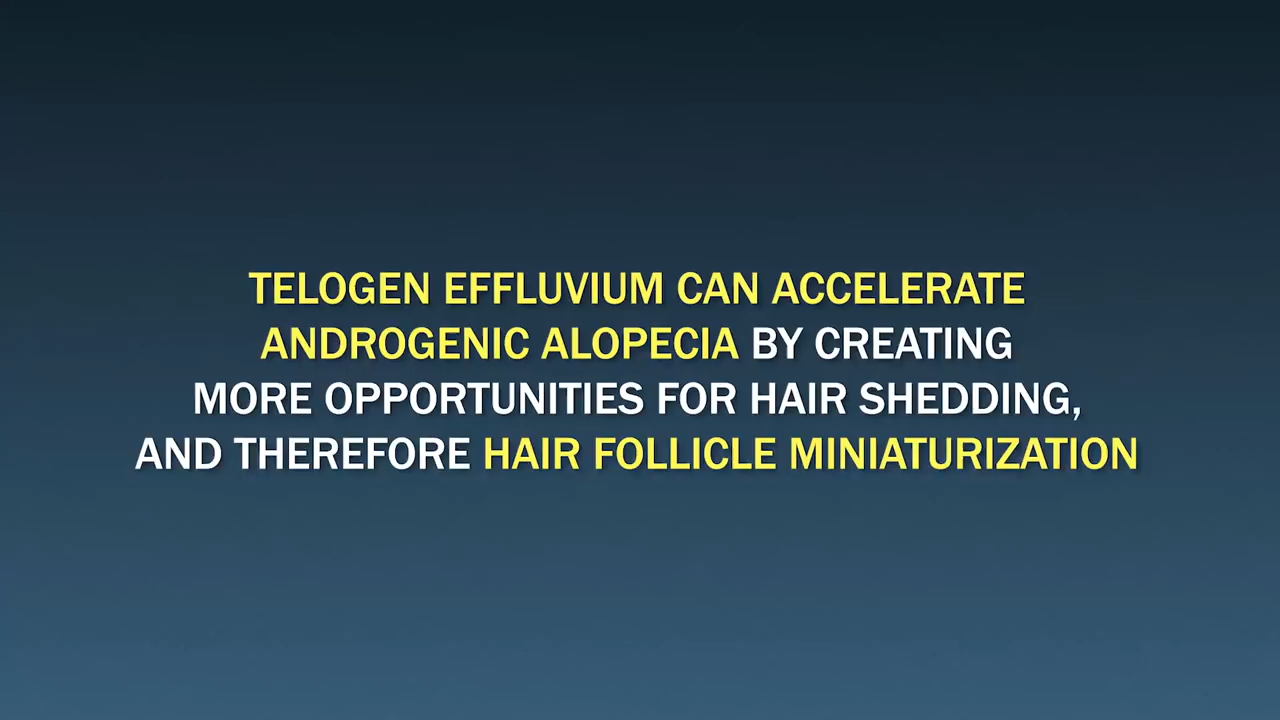 TELOGEN EFFLUVIUM CAN ACCELERATE
ANDROGENIC ALOPECIA BY CREATING
MORE OPPORTUNITIES FOR HAIR SHEDDING,
AND THEREFORE HAIR FOLLICLE MINIATURIZATION